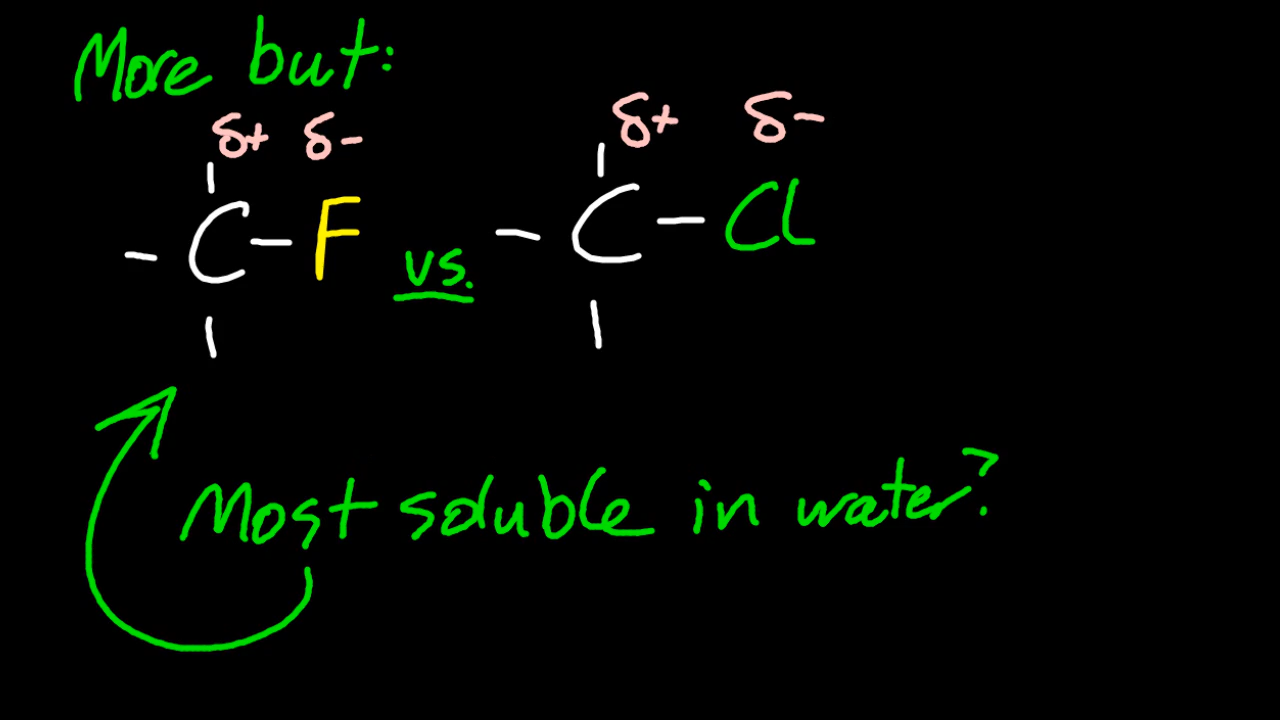 More but:
δ+ δ- δ+ δ-
C-F vs. -C-Cl
Most soluble in water?